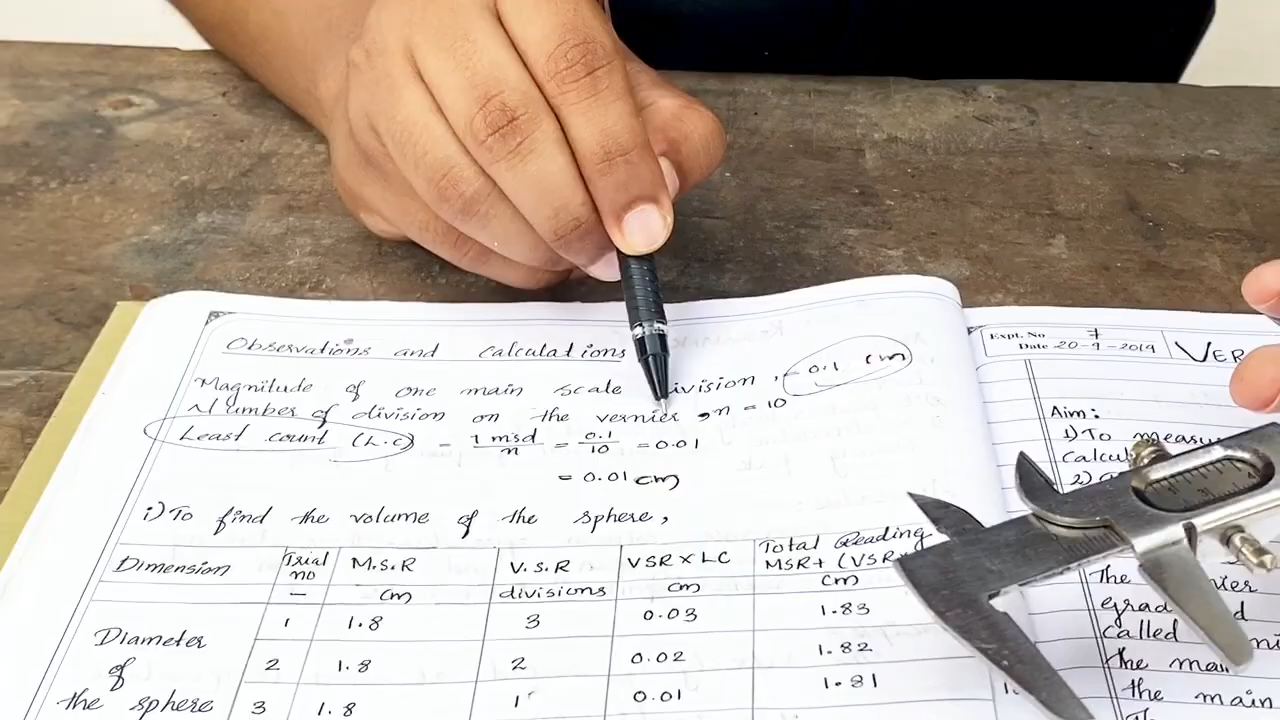 Observations and calculations
Magnitude of one main scale division, = 0.1 cm
Number of division on the vernier, n = 10
Least count (L.C) = 1 msd/n = 0.1/10 = 0.01
= 0.01 cm
i) To find the volume of the sphere,
Dimension Trial no M.S.R V.S.R VSR X LC Total Reading MSR+ (VSR
– cm divisions cm cm
Diameter of the sphere
1 1.8 3 0.03 1.83
2 1.8 2 0.02 1.82
3 1.8 1 0.01 1.81
Expt. No 7
Date 20-9-2019
VER
Aim:
1) To measu
calcul
2)
The nier
grad d
called
the mai
the main